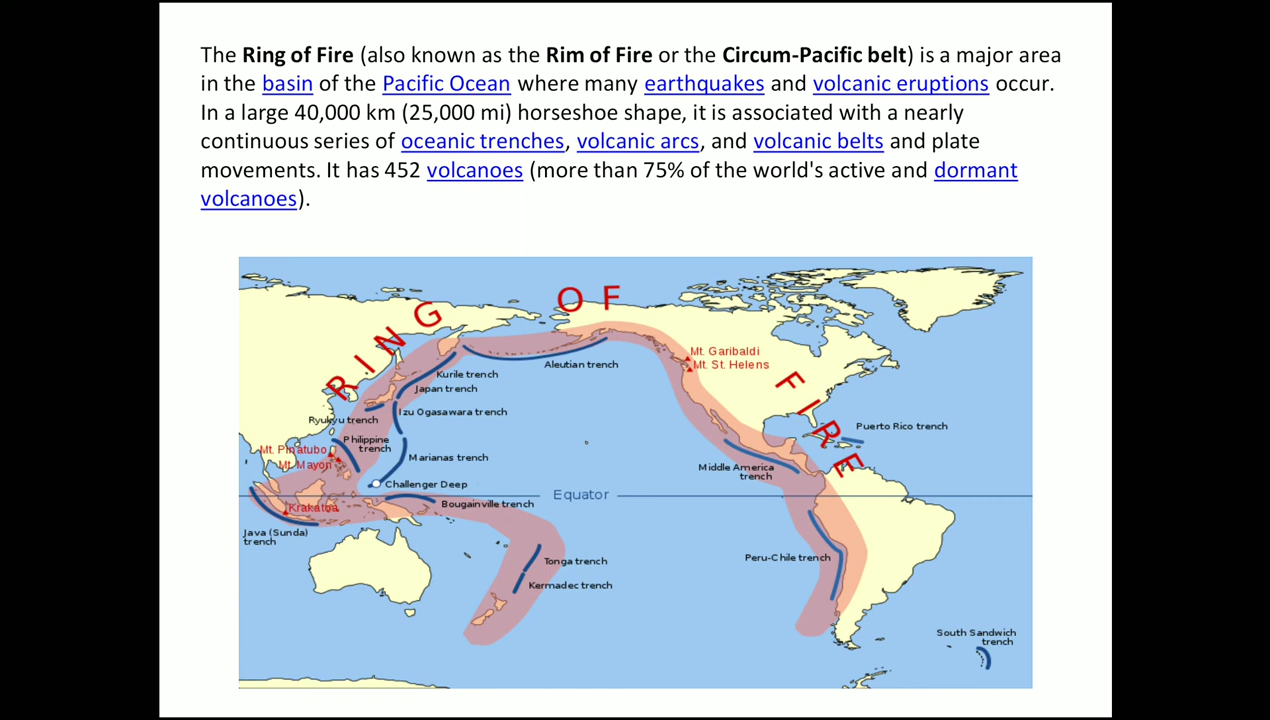 The Ring of Fire (also known as the Rim of Fire or the Circum-Pacific belt) is a major area
in the basin of the Pacific Ocean where many earthquakes and volcanic eruptions occur.
In a large 40,000 km (25,000 mi) horseshoe shape, it is associated with a nearly
continuous series of oceanic trenches, volcanic arcs, and volcanic belts and plate
movements. It has 452 volcanoes (more than 75% of the world's active and dormant
volcanoes).
RING OF FIRE
Mt. Garibaldi
Mt. St. Helens
Aleutian trench
Kurile trench
Japan trench
Izu Ogasawara trench
Ryukyu trench
Puerto Rico trench
Philippine
trench
Mt. Pinatubo
Mt. Mayon
Marianas trench
Middle America
trench
Challenger Deep
Equator
Bougainville trench
Krakatoa
Java (Sunda)
trench
Tonga trench
Peru-Chile trench
Kermadec trench
South Sandwich
trench